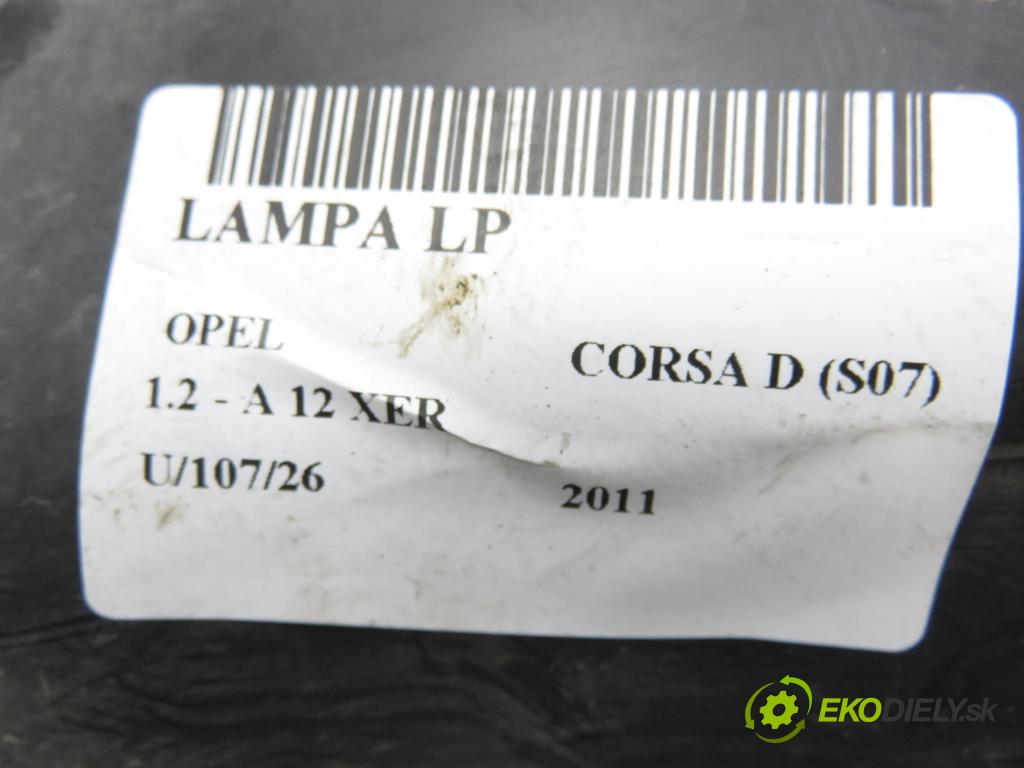 LAMPA LP
OPEL
CORSA D (S07)
1.2 - A 12 XER
U/107/26
2011
EKODIELY.sk